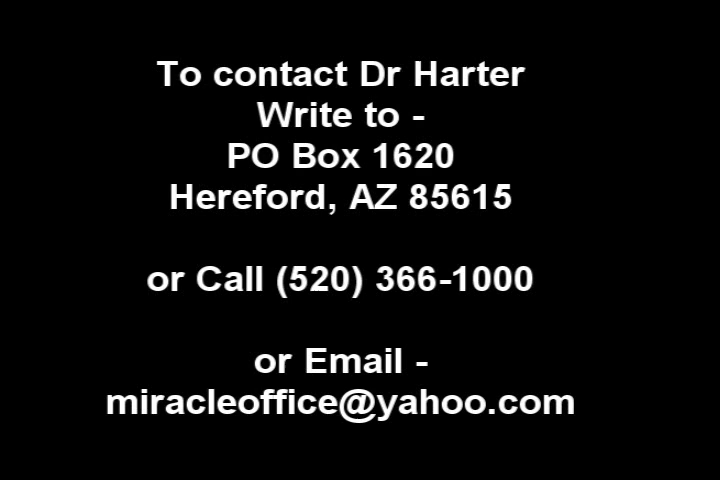 To contact Dr Harter
Write to -
PO Box 1620
Hereford, AZ 85615
or Call (520) 366-1000
or Email -
miracleoffice@yahoo.com